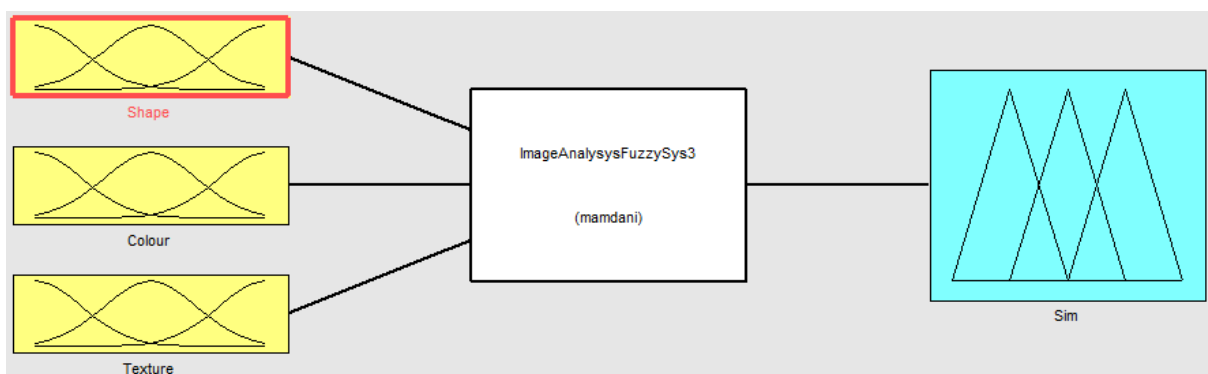 Shape
ImageAnalysysFuzzySys3
(mamdani)
Colour
Sim
Texture